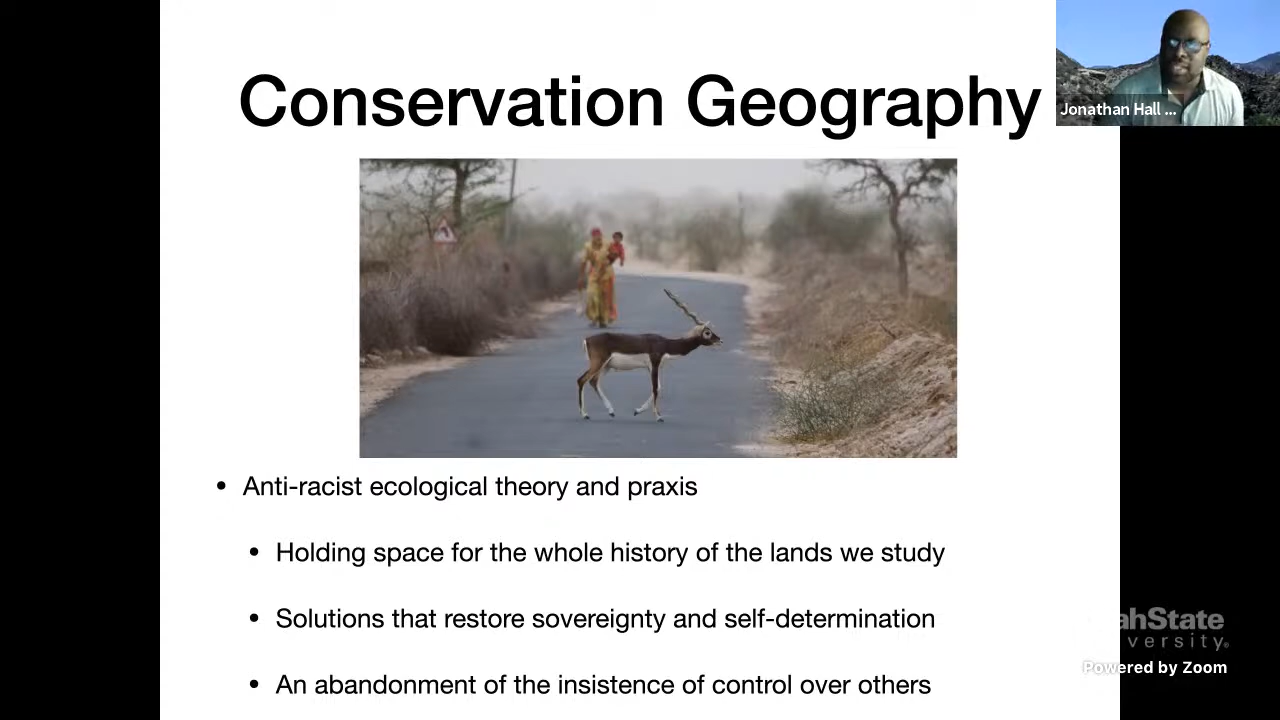 Conservation Geography
Jonathan Hall ...
• Anti-racist ecological theory and praxis
• Holding space for the whole history of the lands we study
• Solutions that restore sovereignty and self-determination
• An abandonment of the insistence of control over others
ahState
versity®
Powered by Zoom